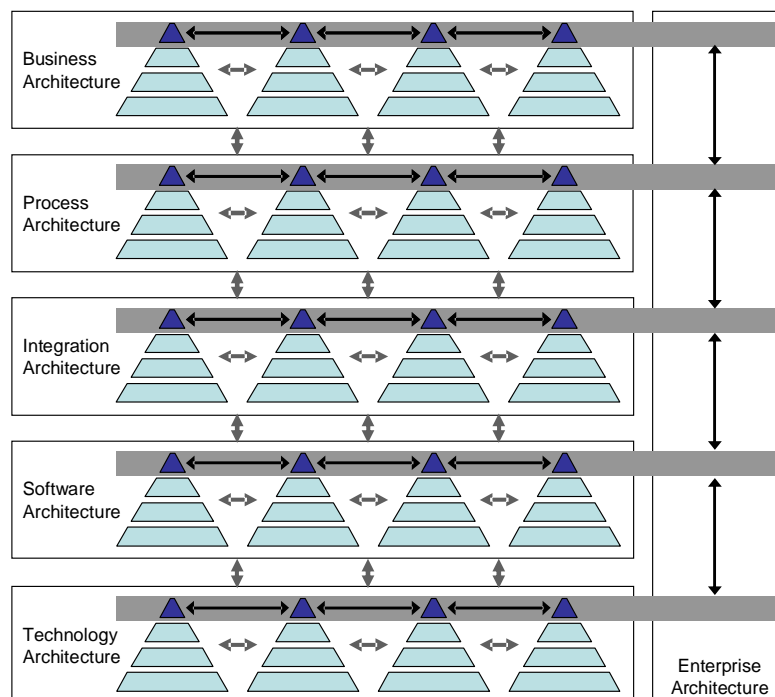 Business
Architecture
Process
Architecture
Integration
Architecture
Software
Architecture
Technology
Architecture
Enterprise
Architecture